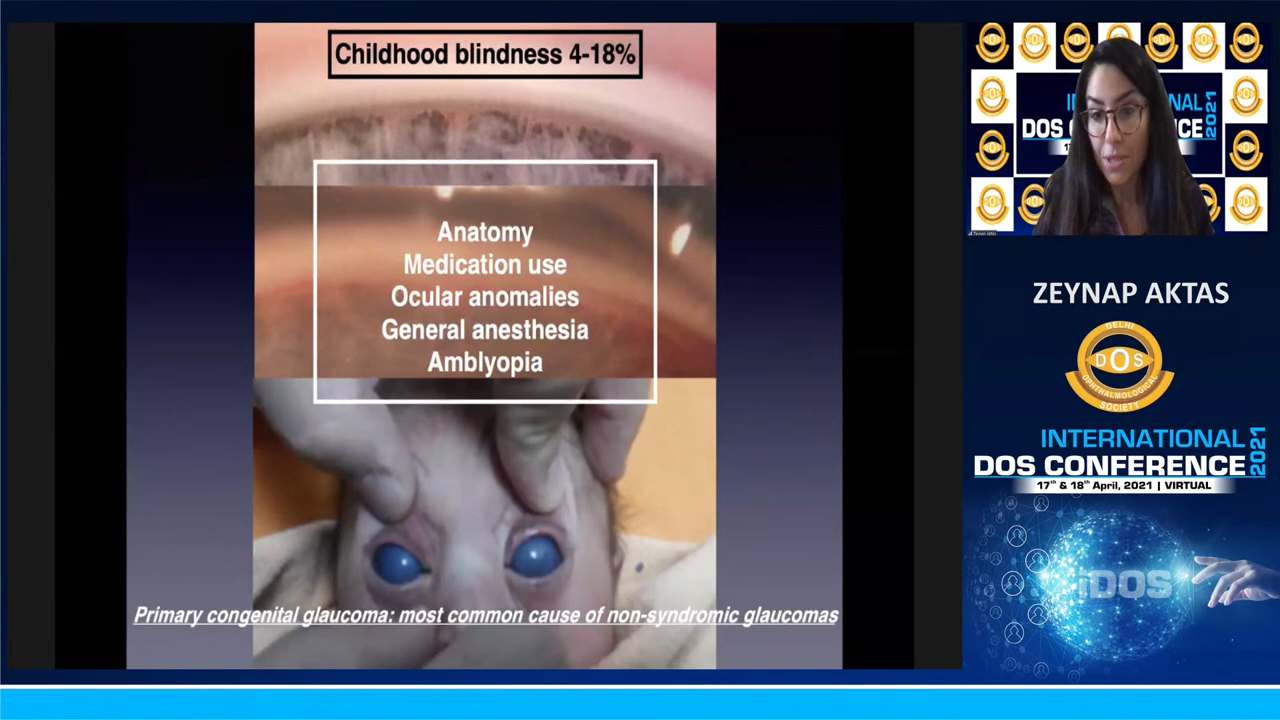 Childhood blindness 4-18%
Anatomy
Medication use
Ocular anomalies
General anesthesia
Amblyopia
Primary congenital glaucoma: most common cause of non-syndromic glaucomas
DOS
2021
ZEYNAP AKTAS
DELHI
DOS
OPHTHALMOLOGICAL
SOCIETY
INTERNATIONAL
DOS CONFERENCE
2021
17th & 18th April, 2021 | VIRTUAL
iDOS